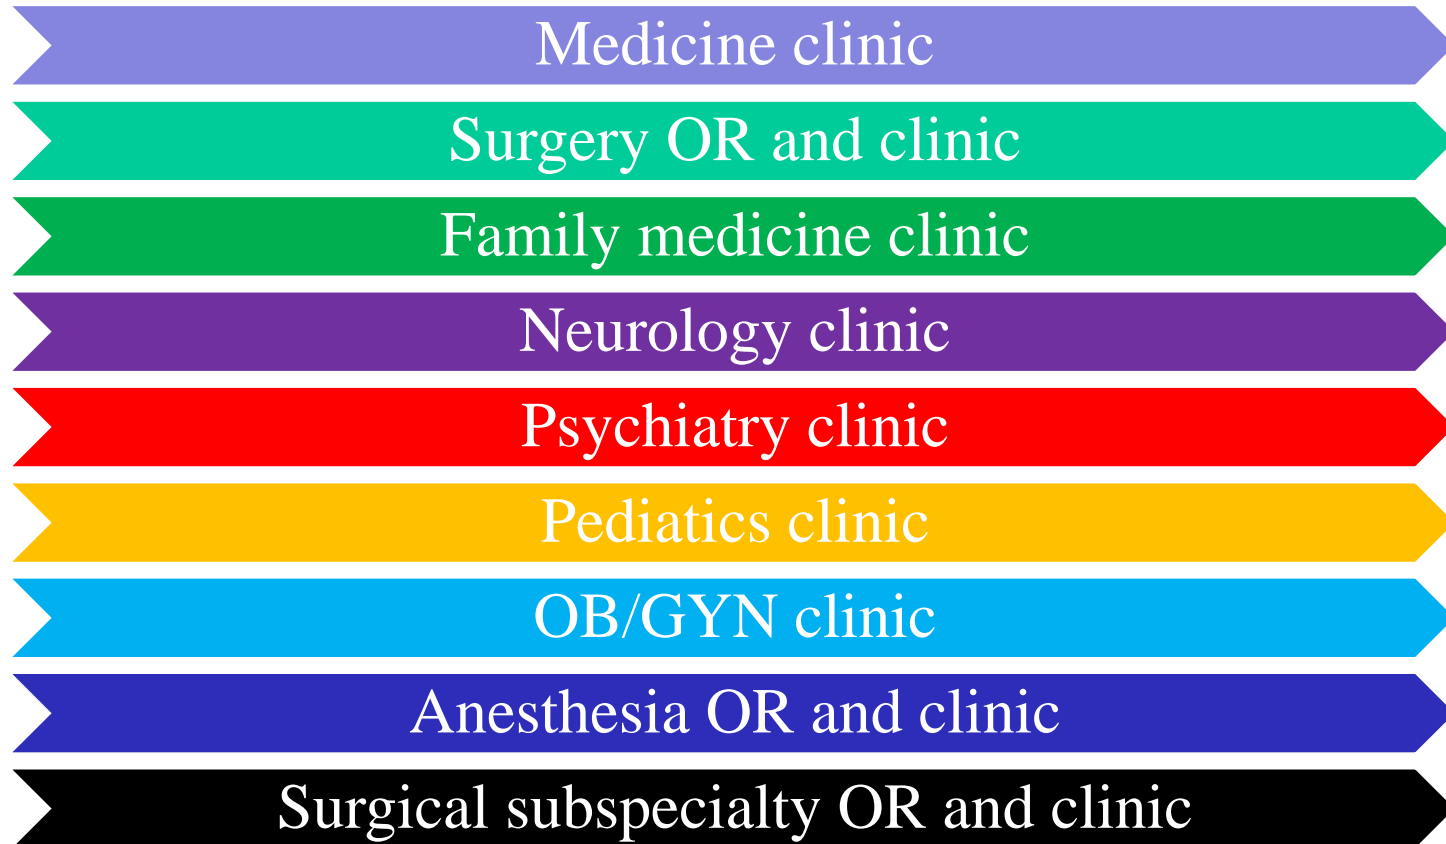 Medicine clinic
Surgery OR and clinic
Family medicine clinic
Neurology clinic
Psychiatry clinic
Pediatics clinic
OB/GYN clinic
Anesthesia OR and clinic
Surgical subspecialty OR and clinic